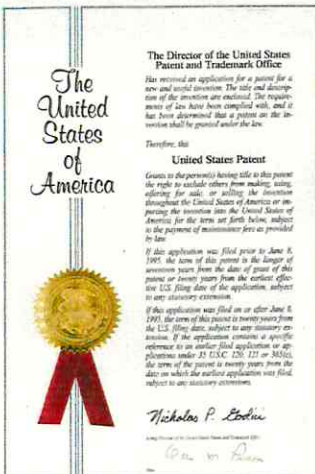 The
United
States
of
America
The Director of the United States
Patent and Trademark Office
Has received an application for a patent for a
new and useful invention. The title and descrip-
tion of the invention are enclosed. The require-
ments of law have been complied with, and it
has been determined that a patent on the in-
vention shall be granted under the law.
Therefore, this
United States Patent
Grants to the person(s) having title to this patent
the right to exclude others from making, using,
offering for sale, or selling the invention
throughout the United States of America or im-
porting the invention into the United States of
America for the term set forth below, subject
to the payment of maintenance fees as provided
by law.
If this application was filed prior to June 8,
1995, the term of this patent is the longer of
seventeen years from the date of grant of this
patent or twenty years from the earliest effec-
tive U.S. filing date of the application, subject
to any statutory extension.
If this application was filed on or after June 8,
1995, the term of this patent is twenty years from
the U.S. filing date, subject to any statutory ex-
tension. If the application contains a specific
reference to an earlier filed application or ap-
plications under 35 U.S.C. 120, 121 or 365(c),
the term of the patent is twenty years from the
date on which the earliest application was filed,
subject to any statutory extensions.
Nicholas P. Godici
Acting Director of the United States Patent and Trademark Office